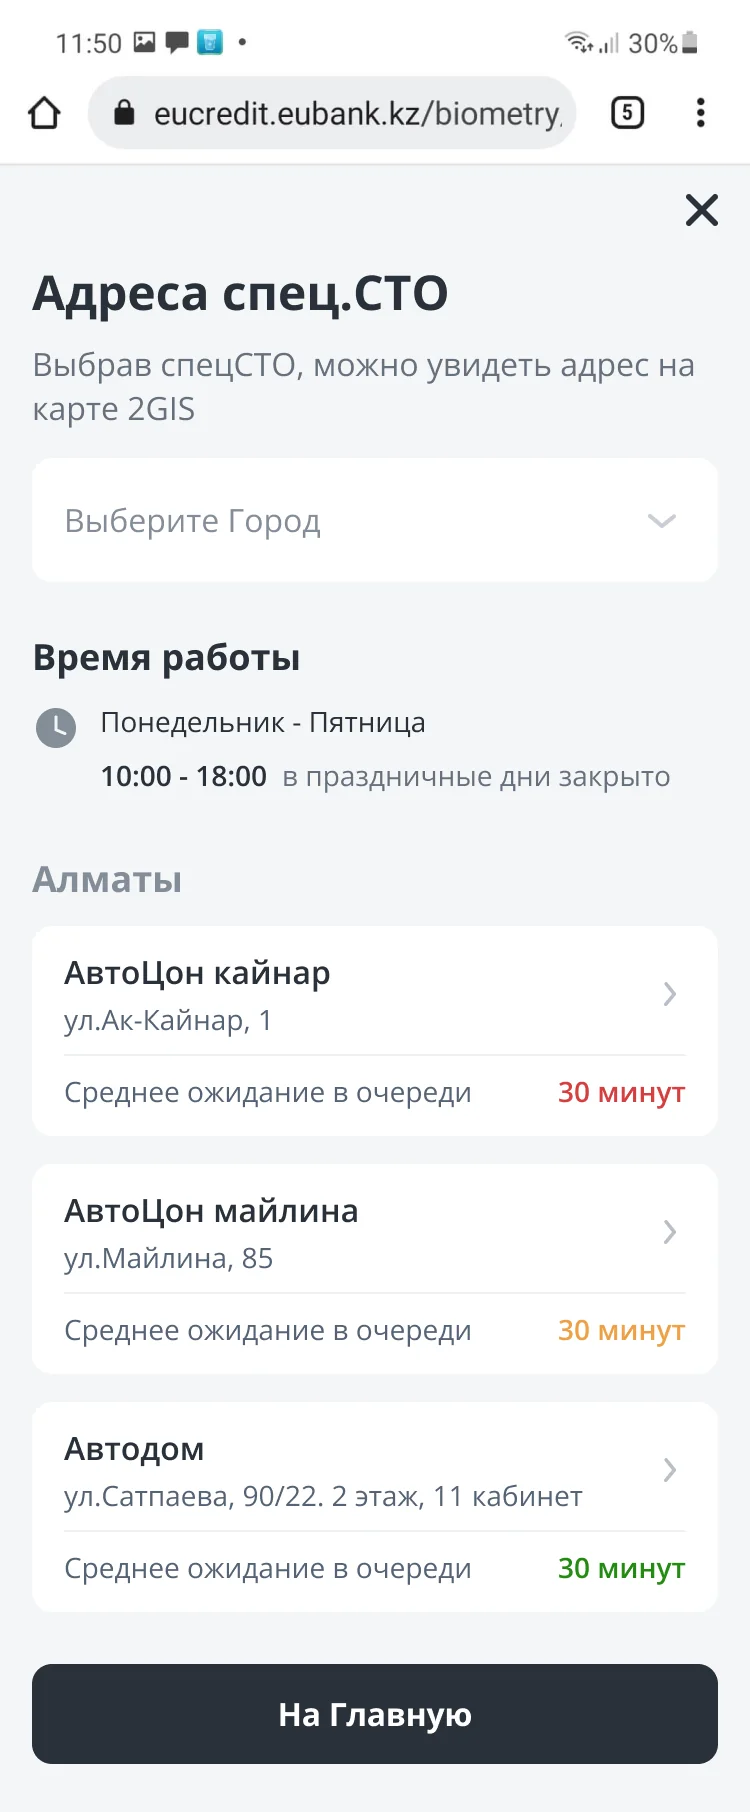 11:50
30%
eucredit.eubank.kz/biometry
5
Адреса спец.СТО
Выбрав спецСТО, можно увидеть адрес на
карте 2GIS
Выберите Город
Время работы
Понедельник - Пятница
10:00 - 18:00 в праздничные дни закрыто
Алматы
АвтоЦон кайнар
ул.Ак-Кайнар, 1
Среднее ожидание в очереди 30 минут
АвтоЦон майлина
ул.Майлина, 85
Среднее ожидание в очереди 30 минут
Автодом
ул.Сатпаева, 90/22. 2 этаж, 11 кабинет
Среднее ожидание в очереди 30 минут
На Главную